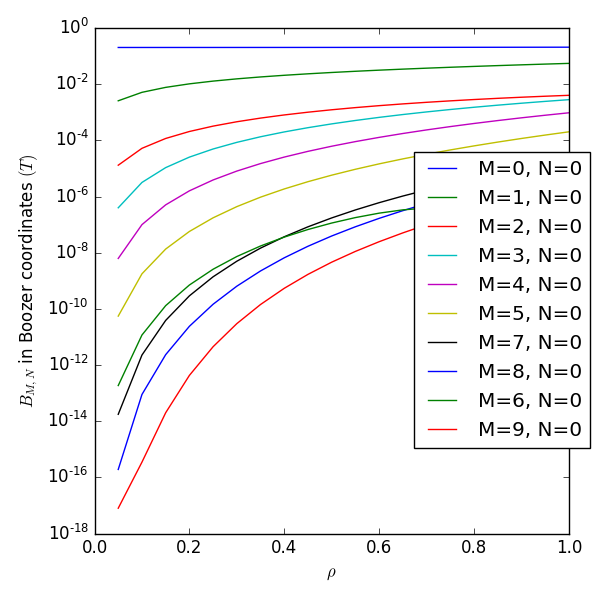 10^0
10^-2
10^-4
10^-6
10^-8
10^-10
10^-12
10^-14
10^-16
10^-18
B_{M,N} in Boozer coordinates (T)
M=0, N=0
M=1, N=0
M=2, N=0
M=3, N=0
M=4, N=0
M=5, N=0
M=7, N=0
M=8, N=0
M=6, N=0
M=9, N=0
0.0 0.2 0.4 0.6 0.8 1.0
ρ